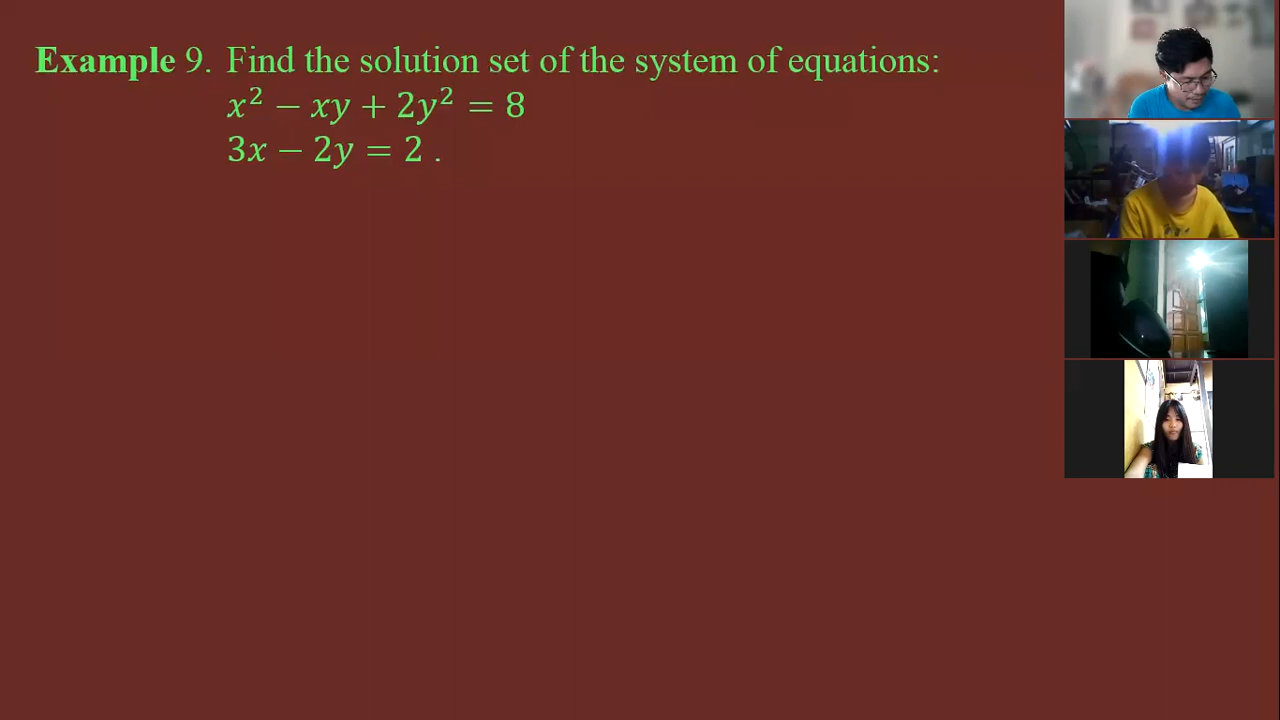 Example 9. Find the solution set of the system of equations:
x² − xy + 2y² = 8
3x − 2y = 2 .